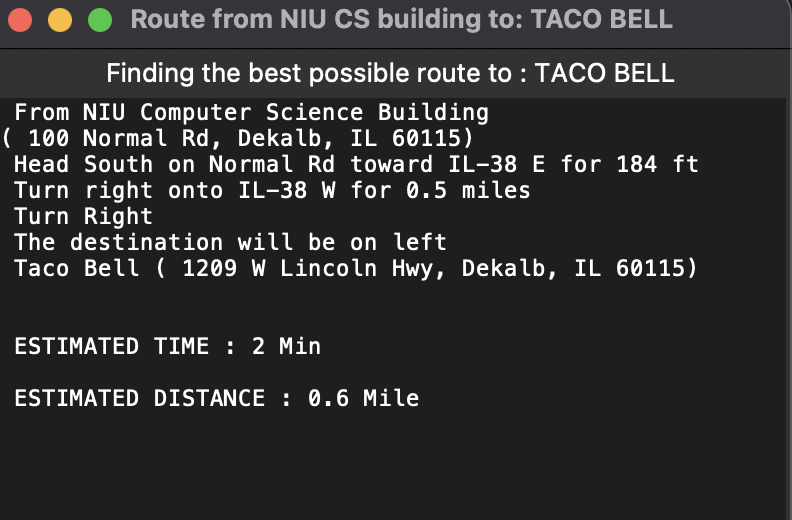 Route from NIU CS building to: TACO BELL
Finding the best possible route to : TACO BELL
From NIU Computer Science Building
( 100 Normal Rd, Dekalb, IL 60115)
Head South on Normal Rd toward IL-38 E for 184 ft
Turn right onto IL-38 W for 0.5 miles
Turn Right
The destination will be on left
Taco Bell ( 1209 W Lincoln Hwy, Dekalb, IL 60115)
ESTIMATED TIME : 2 Min
ESTIMATED DISTANCE : 0.6 Mile